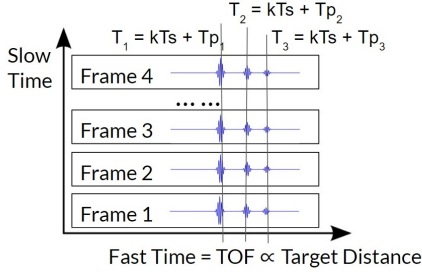 T2 = kTs + Tp2
T1 = kTs + Tp1
T3 = kTs + Tp3
Slow
Time
Frame 4
... ...
Frame 3
Frame 2
Frame 1
Fast Time = TOF ∝ Target Distance